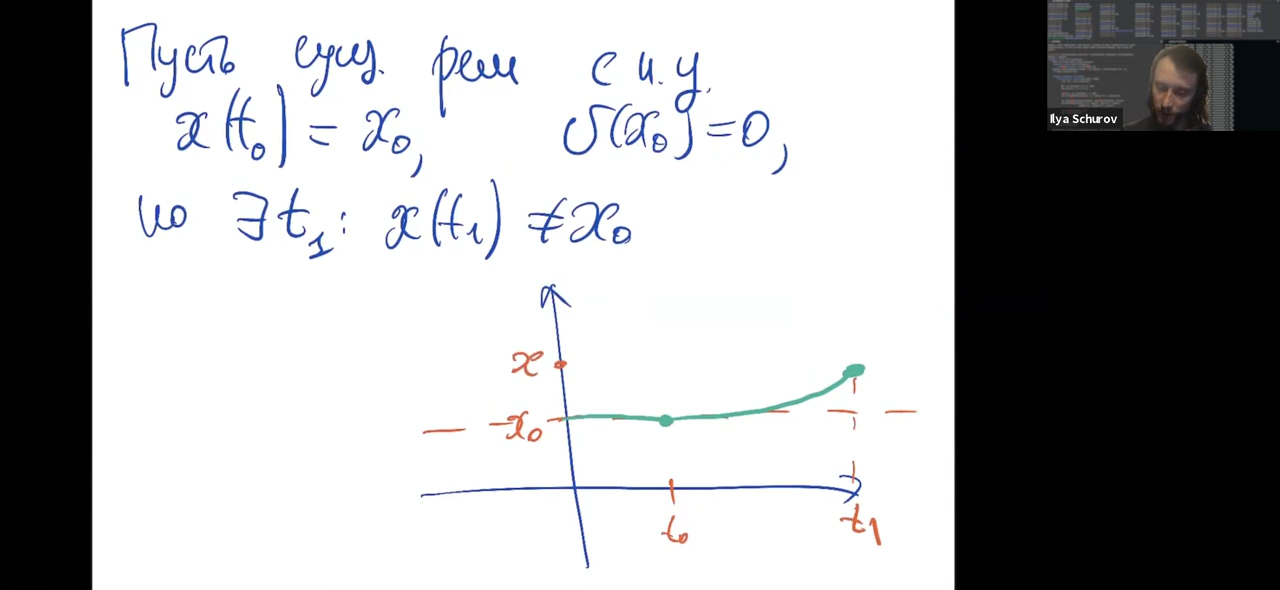 Пусть сущ. реш с н.у.
x(t₀) = x₀, v(x₀) = 0,
но ∃ t₁: x(t₁) ≠ x₀
x
x₀
t₀
t₁
Ilya Schurov